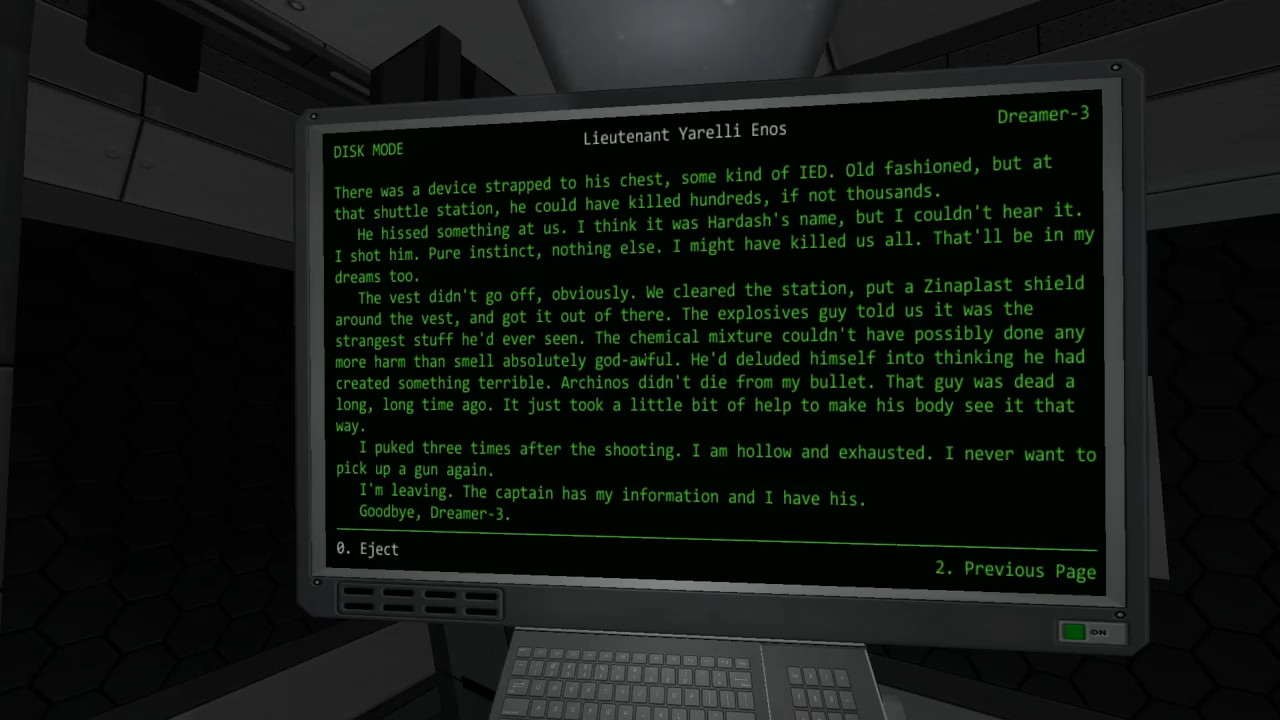 DISK MODE
Lieutenant Yarelli Enos
Dreamer-3
There was a device strapped to his chest, some kind of IED. Old fashioned, but at
that shuttle station, he could have killed hundreds, if not thousands.
He hissed something at us. I think it was Hardash's name, but I couldn't hear it.
I shot him. Pure instinct, nothing else. I might have killed us all. That'll be in my
dreams too.
The vest didn't go off, obviously. We cleared the station, put a Zinaplast shield
around the vest, and got it out of there. The explosives guy told us it was the
strangest stuff he'd ever seen. The chemical mixture couldn't have possibly done any
more harm than smell absolutely god-awful. He'd deluded himself into thinking he had
created something terrible. Archinos didn't die from my bullet. That guy was dead a
long, long time ago. It just took a little bit of help to make his body see it that
way.
I puked three times after the shooting. I am hollow and exhausted. I never want to
pick up a gun again.
I'm leaving. The captain has my information and I have his.
Goodbye, Dreamer-3.
0. Eject
2. Previous Page
ON